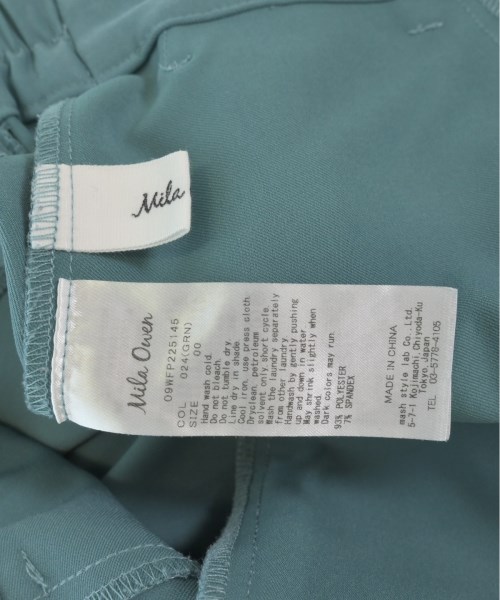 Mila
Mila Owen
09WFP225145
COL 024(GRN)
SIZE 00
Hand wash cold.
Do not bleach.
Do not tumble dry.
Line dry in shade.
Cool iron, use press cloth.
Dryclean, petroleum
solvent only, short cycle.
Wash the laundry separately
from other laundry.
Handwash by gently pushing
up and down in water.
May shrink slightly when
washed.
Dark colors may run.
93% POLYESTER
7% SPANDEX
MADE IN CHINA
mash style lab Co., Ltd.
5-7-1 Kojimachi, Chiyoda-Ku
Tokyo, Japan
TEL 03-5778-4105